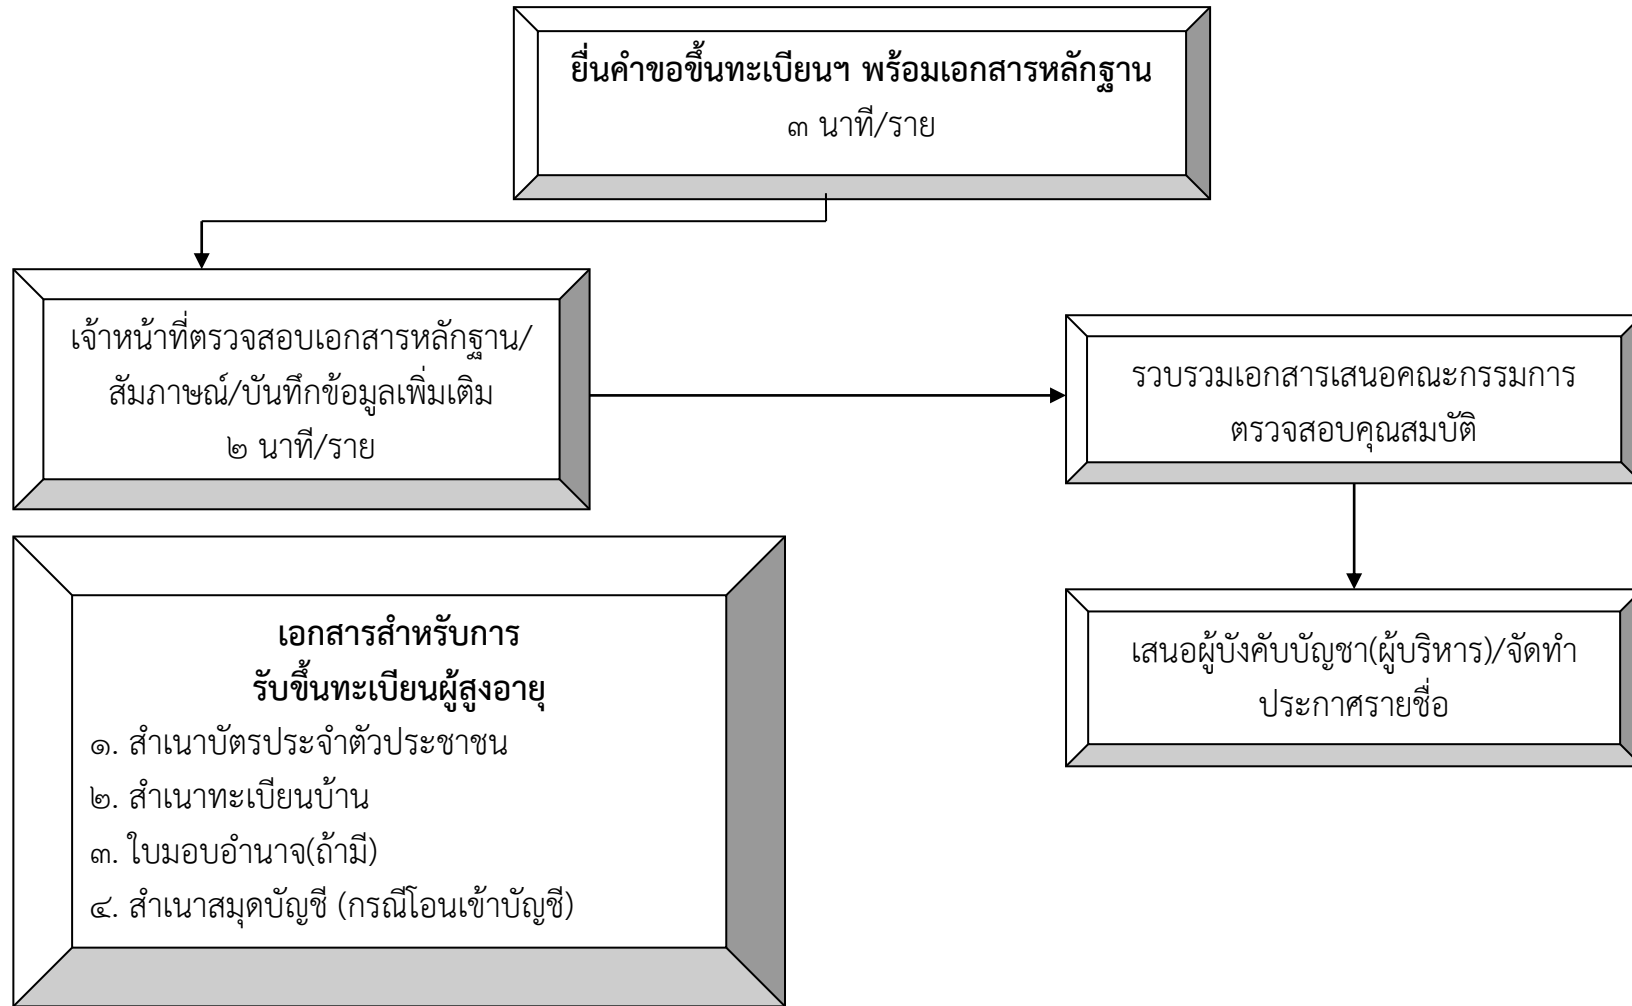 ยื่นคำขอขึ้นทะเบียนฯ พร้อมเอกสารหลักฐาน
๓ นาที/ราย
เจ้าหน้าที่ตรวจสอบเอกสารหลักฐาน/
สัมภาษณ์/บันทึกข้อมูลเพิ่มเติม
๒ นาที/ราย
รวบรวมเอกสารเสนอคณะกรรมการ
ตรวจสอบคุณสมบัติ
เสนอผู้บังคับบัญชา(ผู้บริหาร)/จัดทำ
ประกาศรายชื่อ
เอกสารสำหรับการ
รับขึ้นทะเบียนผู้สูงอายุ
๑. สำเนาบัตรประจำตัวประชาชน
๒. สำเนาทะเบียนบ้าน
๓. ใบมอบอำนาจ(ถ้ามี)
๔. สำเนาสมุดบัญชี (กรณีโอนเข้าบัญชี)